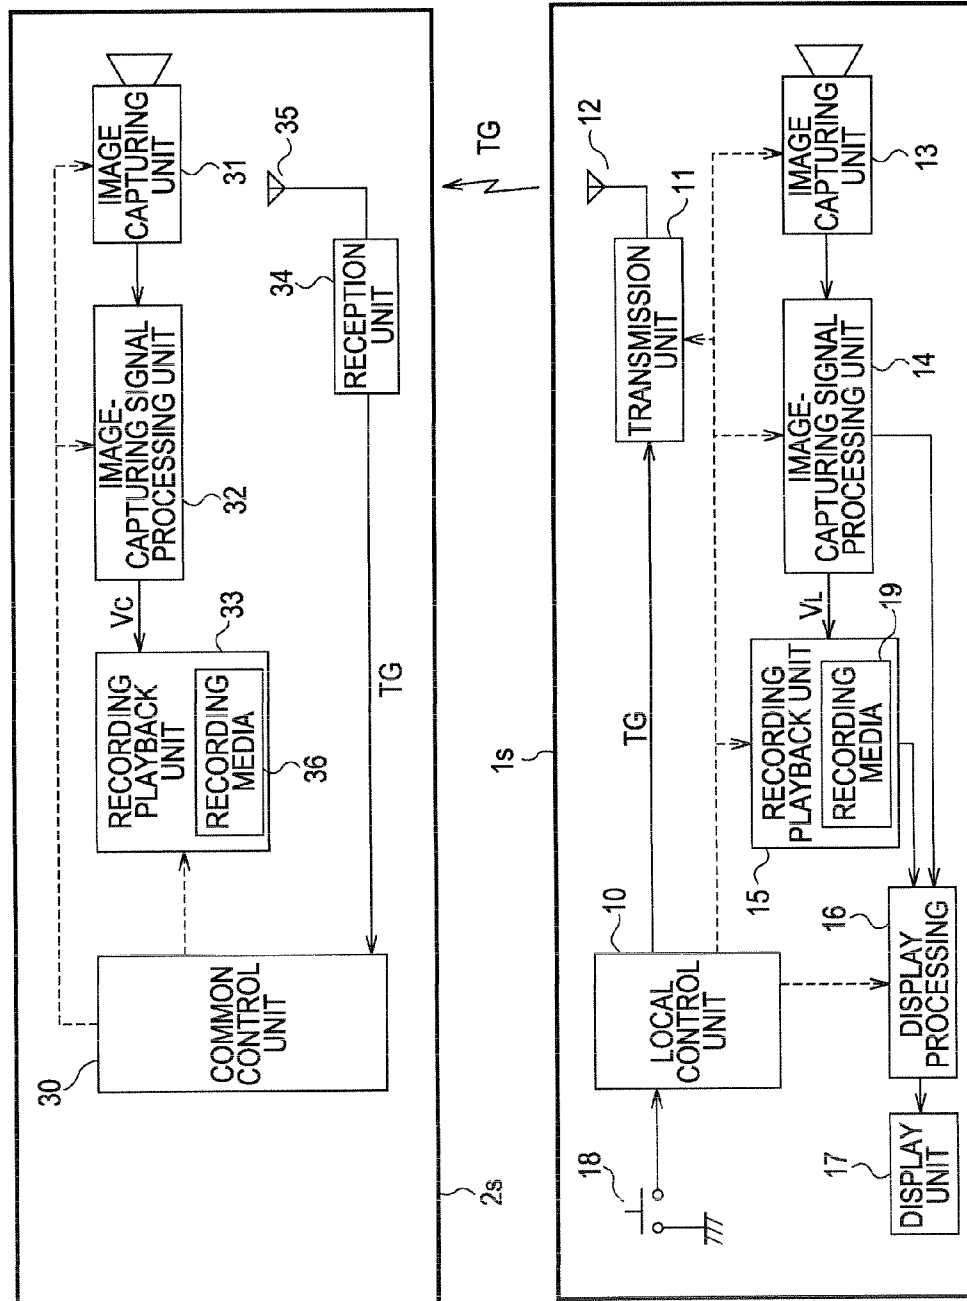 2s
30
COMMON
CONTROL
UNIT
RECORDING
PLAYBACK
UNIT
RECORDING
MEDIA
33
36
VC
IMAGE-
CAPTURING SIGNAL
PROCESSING UNIT
32
IMAGE
CAPTURING
UNIT
31
TG
34
RECEPTION
UNIT
35
TG
1s
18
10
LOCAL
CONTROL
UNIT
TG
TRANSMISSION
UNIT
11
12
15
RECORDING
PLAYBACK UNIT
RECORDING
MEDIA
19
VL
IMAGE-
CAPTURING SIGNAL
PROCESSING UNIT
14
IMAGE
CAPTURING
UNIT
13
17
DISPLAY
UNIT
16
DISPLAY
PROCESSING